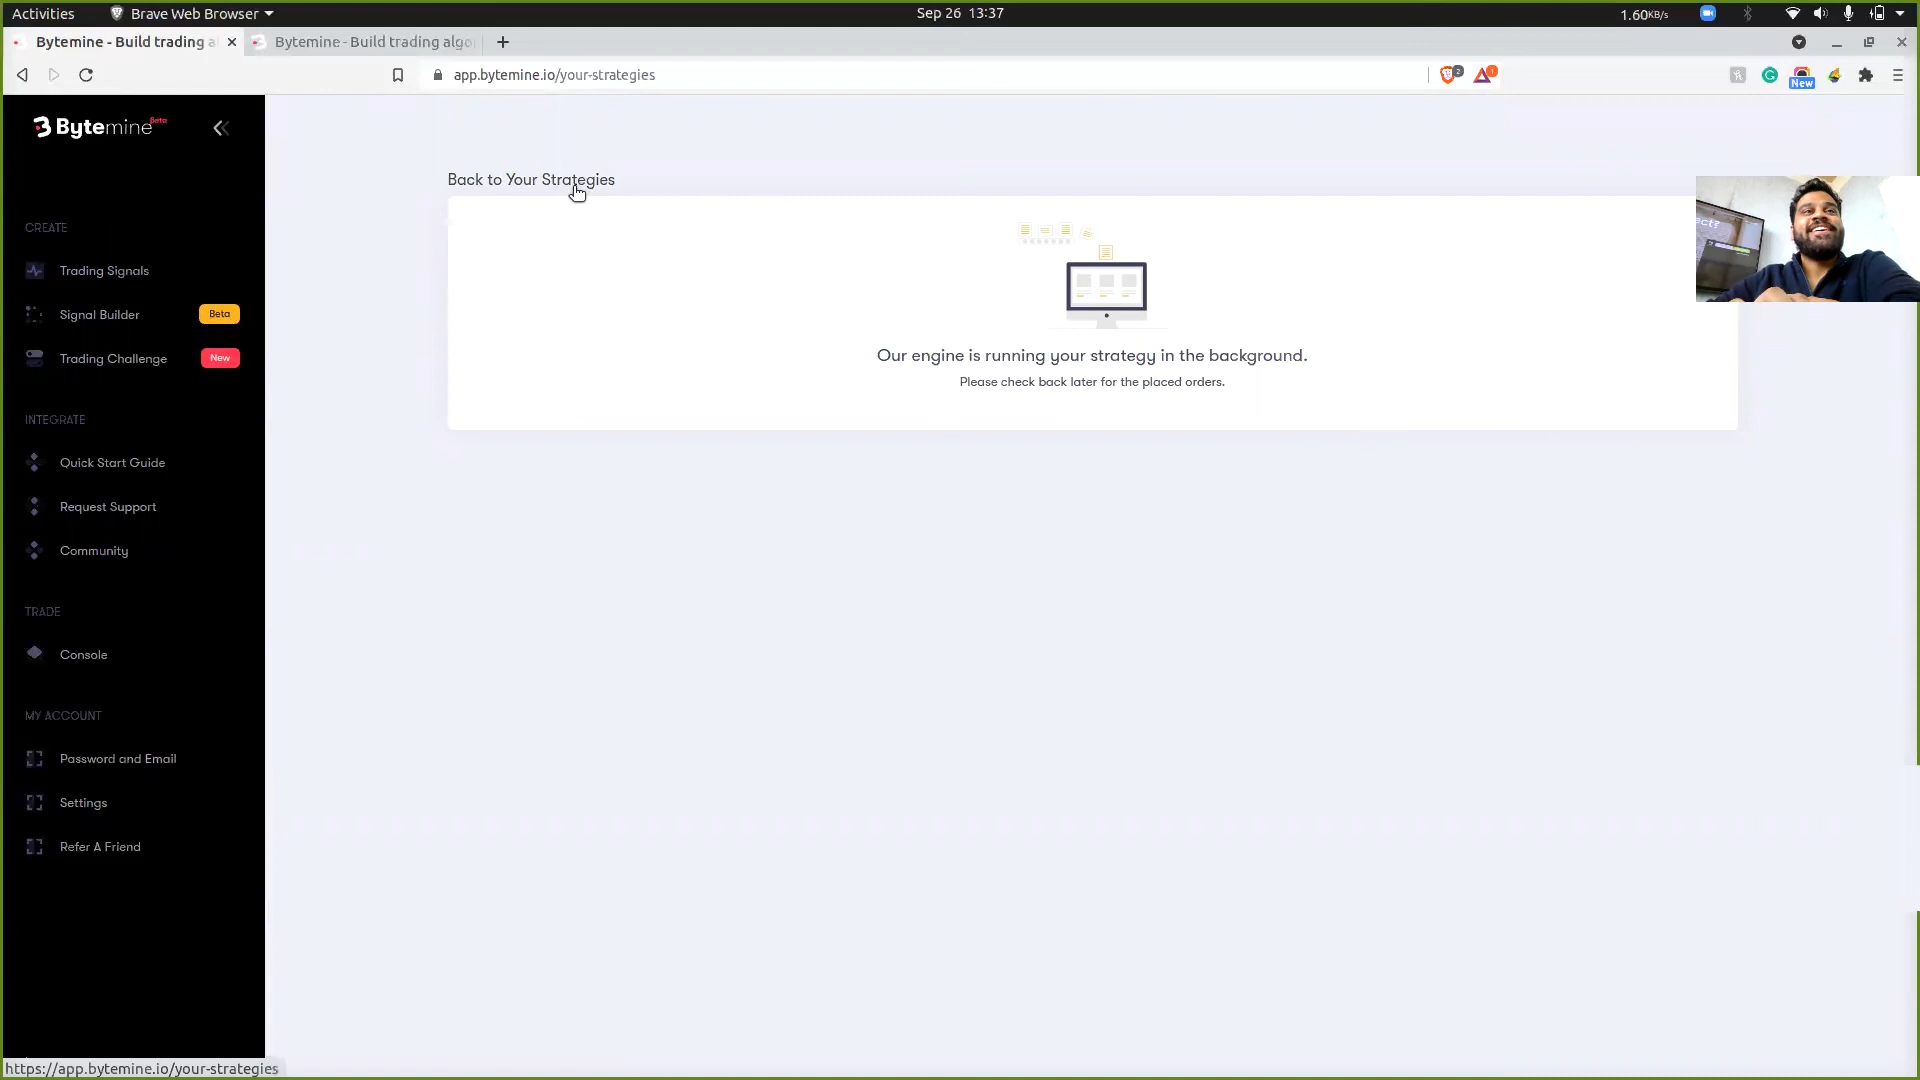 Activities
Brave Web Browser
Sep 26 13:37
1.60KB/s
Bytemine - Build trading a
Bytemine - Build trading algo
app.bytemine.io/your-strategies
2
1
New
Bytemine Beta
Back to Your Strategies
Our engine is running your strategy in the background.
Please check back later for the placed orders.
CREATE
Trading Signals
Signal Builder
Beta
Trading Challenge
New
INTEGRATE
Quick Start Guide
Request Support
Community
TRADE
Console
MY ACCOUNT
Password and Email
Settings
Refer A Friend
https://app.bytemine.io/your-strategies